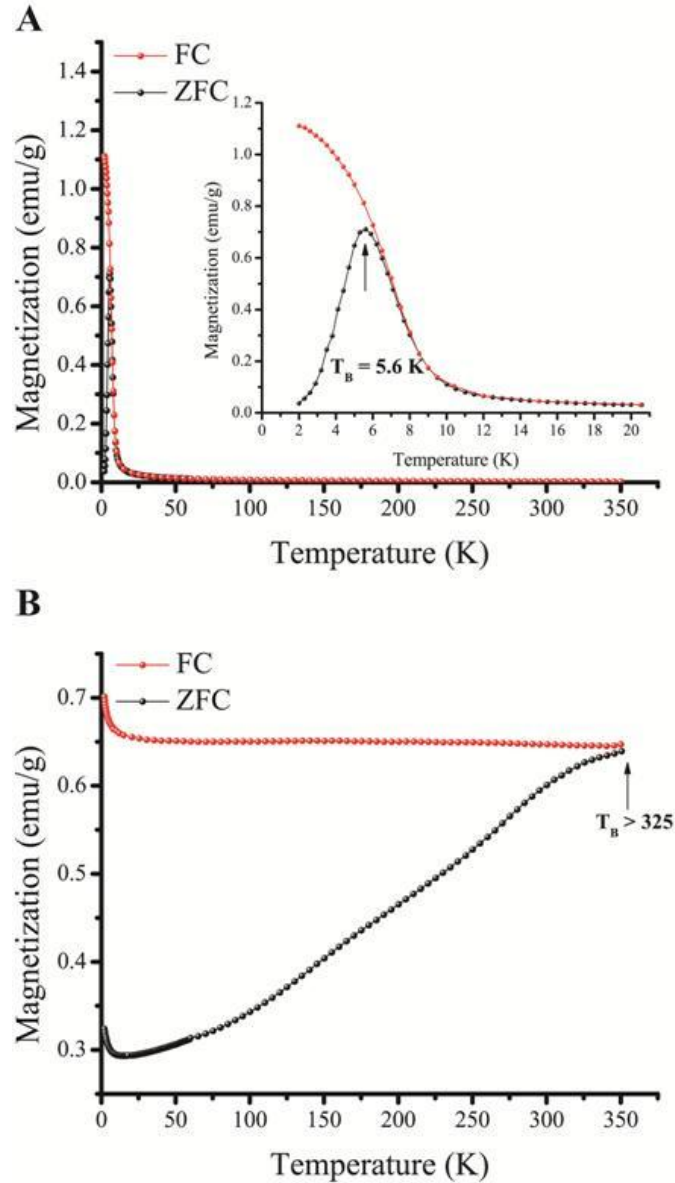 A
FC
ZFC
1.4
1.2
1.0
0.8
0.6
0.4
0.2
0.0
Magnetization (emu/g)
0 50 100 150 200 250 300 350
Temperature (K)
1.2
1.0
0.8
0.6
0.4
0.2
0.0
Magnetization (emu/g)
T_B = 5.6 K
0 2 4 6 8 10 12 14 16 18 20
Temperature (K)
B
FC
ZFC
0.7
0.6
0.5
0.4
0.3
Magnetization (emu/g)
T_B > 325
0 50 100 150 200 250 300 350
Temperature (K)